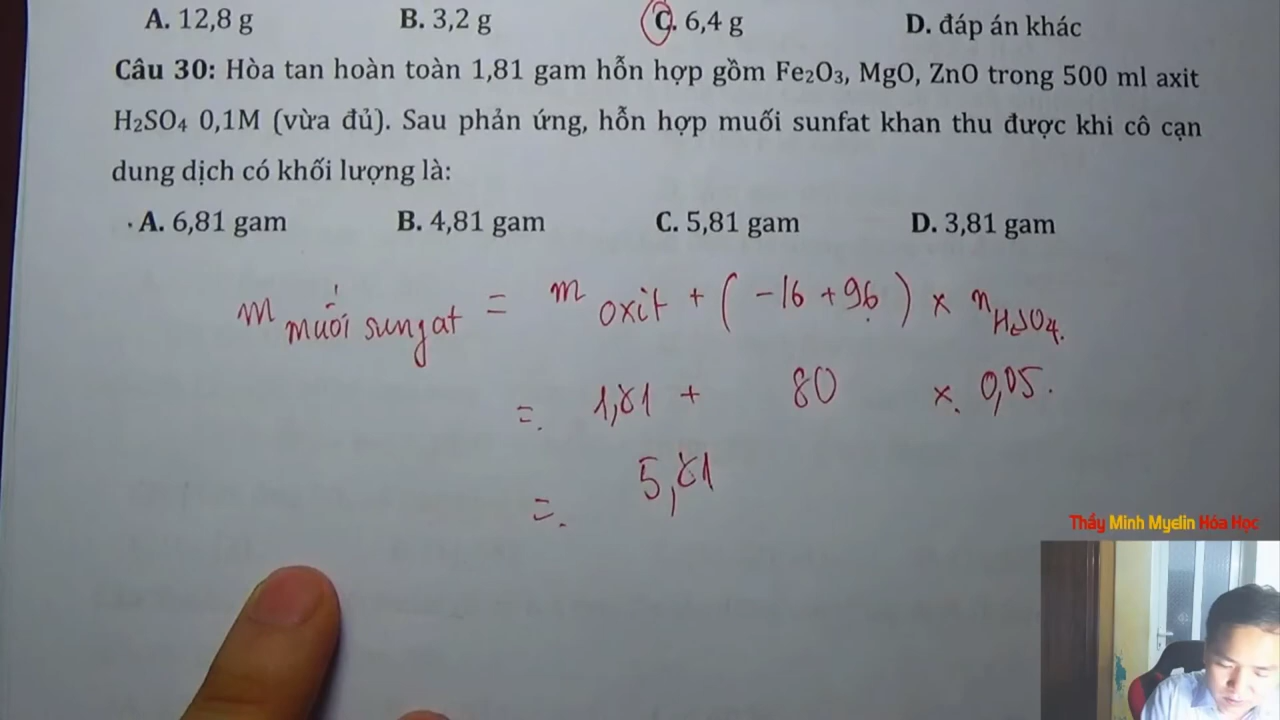 A. 12,8 g B. 3,2 g C. 6,4 g D. đáp án khác
Câu 30: Hòa tan hoàn toàn 1,81 gam hỗn hợp gồm Fe₂O₃, MgO, ZnO trong 500 ml axit
H₂SO₄ 0,1M (vừa đủ). Sau phản ứng, hỗn hợp muối sunfat khan thu được khi cô cạn
dung dịch có khối lượng là:
A. 6,81 gam B. 4,81 gam C. 5,81 gam D. 3,81 gam
m muối sunfat = m oxit + (-16 + 96) × n H₂SO₄.
= 1,81 + 80 × 0,05.
= 5,81
Thầy Minh Myelin Hóa Học